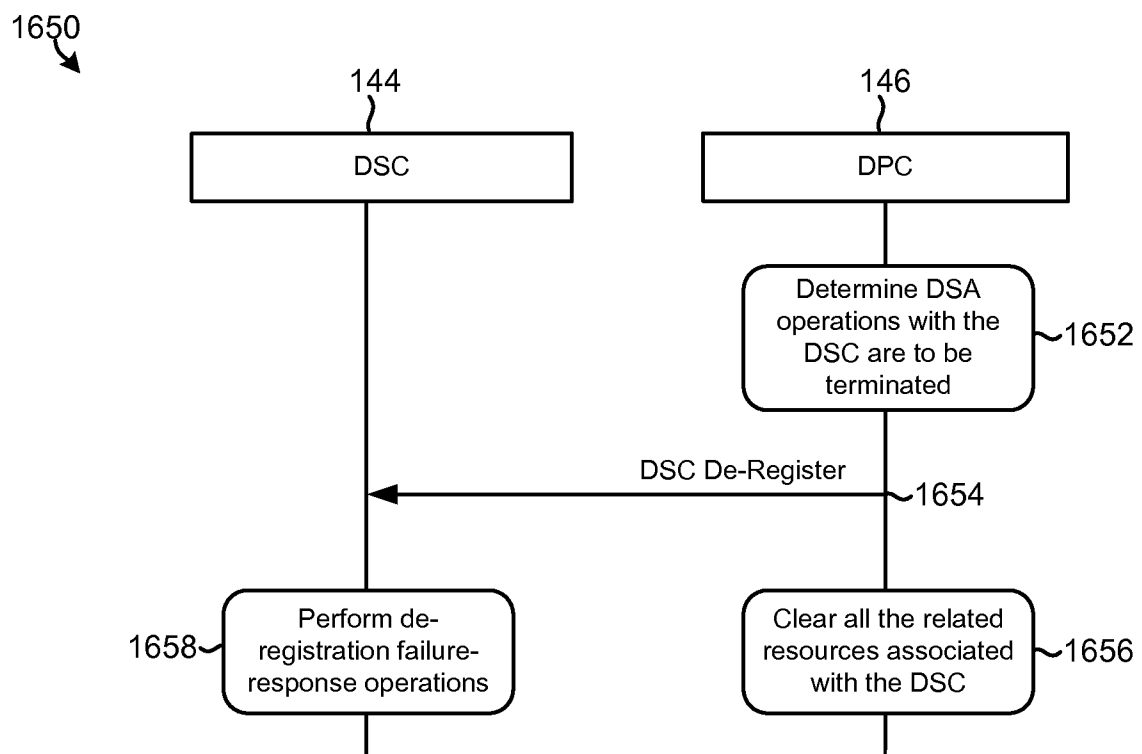 1650
144
146
DSC
DPC
Determine DSA
operations with the
DSC are to be
terminated
1652
DSC De-Register
1654
Perform de-
registration failure-
response operations
1658
Clear all the related
resources associated
with the DSC
1656